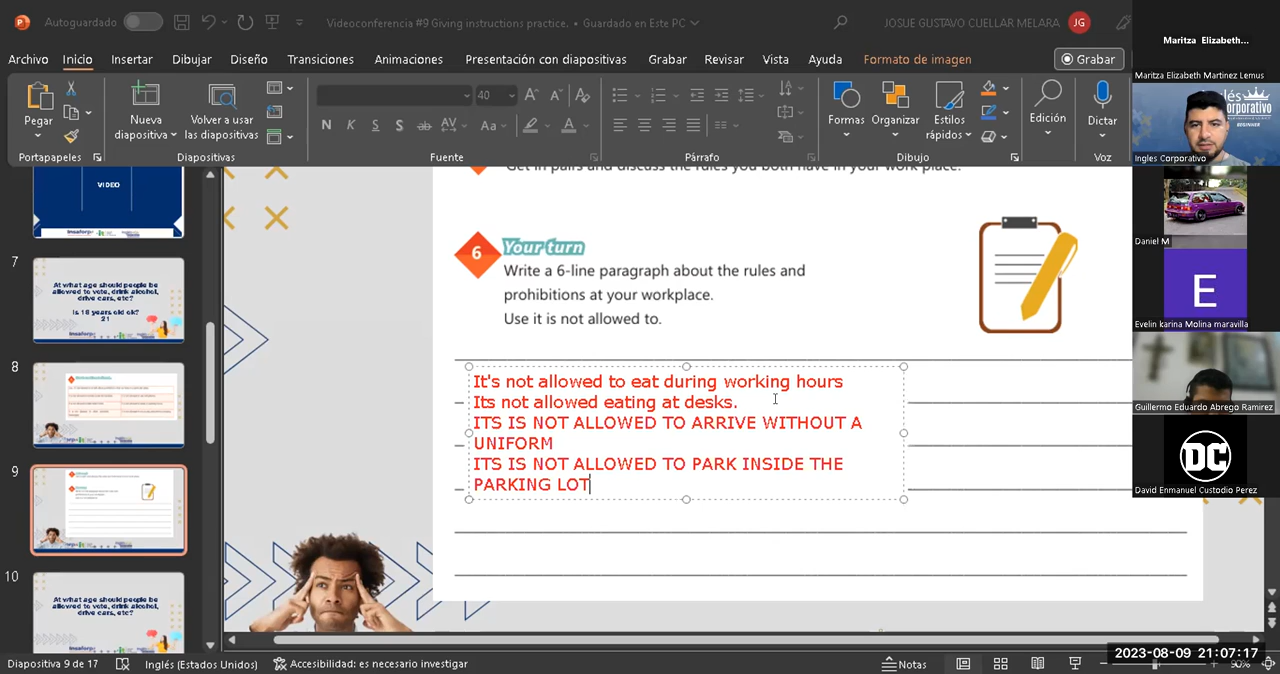 Autoguardado
Videoconferencia #9 Giving instructions practice. • Guardado en Este PC
JOSUE GUSTAVO CUELLAR MELARA
JG
Archivo Inicio Insertar Dibujar Diseño Transiciones Animaciones Presentación con diapositivas Grabar Revisar Vista Ayuda Formato de imagen
Grabar
Pegar
Nueva diapositiva
Volver a usar las diapositivas
40
Formas
Organizar
Estilos rápidos
Edición
Dictar
Portapapeles
Diapositivas
Fuente
Párrafo
Dibujo
Voz
VIDEO
7
At what age should people be allowed to vote, drink alcohol, drive cars, etc?
Is 18 years old ok?
21
8
9
10
At what age should people be allowed to vote, drink alcohol, drive cars, etc?
Get in pairs and discuss the rules you both have in your work place.
6
Your turn
Write a 6-line paragraph about the rules and
prohibitions at your workplace.
Use it is not allowed to.
It's not allowed to eat during working hours
Its not allowed eating at desks.
ITS IS NOT ALLOWED TO ARRIVE WITHOUT A
UNIFORM
ITS IS NOT ALLOWED TO PARK INSIDE THE
PARKING LOT
Maritza Elizabeth...
Maritza Elizabeth Martinez Lemus
Ingles Corporativo
Daniel M
E
Evelin karina Molina maravilla
Guillermo Eduardo Abrego Ramirez
DC
David Enmanuel Custodio Perez
Diapositiva 9 de 17
Inglés (Estados Unidos)
Accesibilidad: es necesario investigar
Notas
90%
2023-08-09 21:07:17